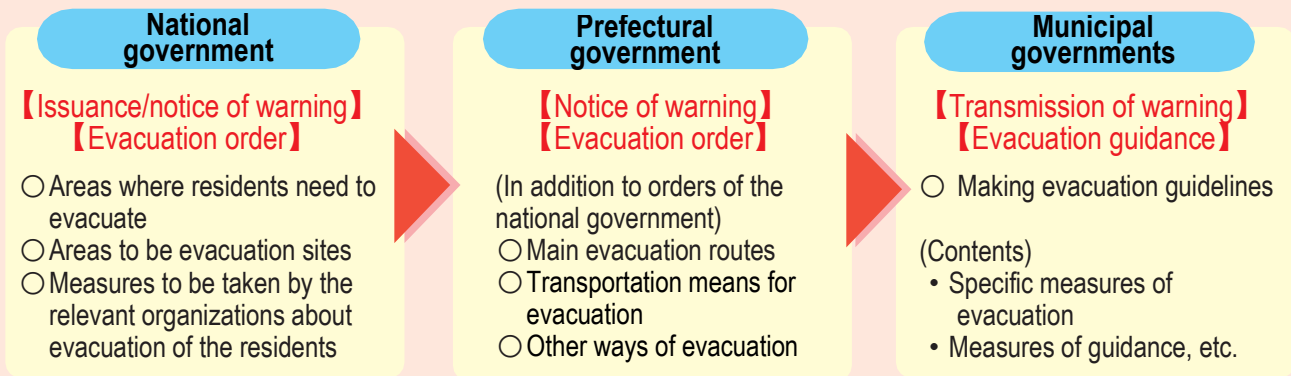 National
government
【Issuance/notice of warning】
【Evacuation order】
○Areas where residents need to
evacuate
○Areas to be evacuation sites
○Measures to be taken by the
relevant organizations about
evacuation of the residents
Prefectural
government
【Notice of warning】
【Evacuation order】
(In addition to orders of the
national government)
○Main evacuation routes
○Transportation means for
evacuation
○Other ways of evacuation
Municipal
governments
【Transmission of warning】
【Evacuation guidance】
○ Making evacuation guidelines
(Contents)
・Specific measures of
evacuation
・Measures of guidance, etc.